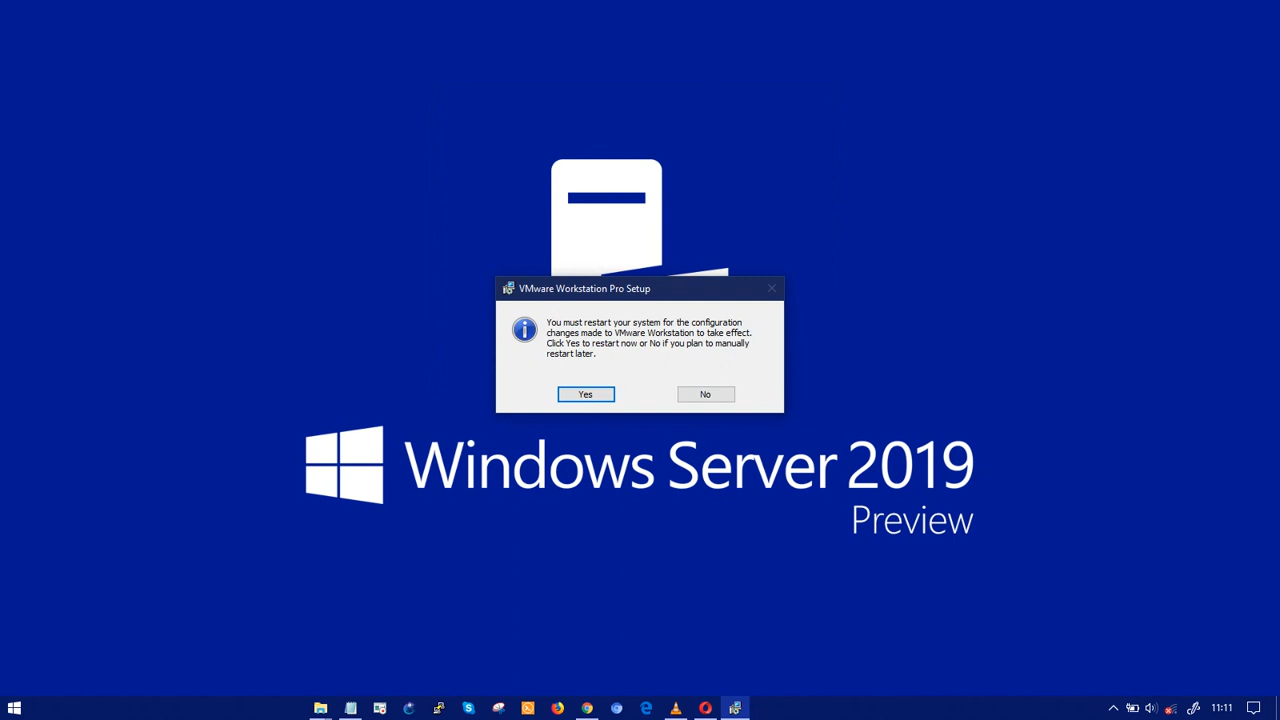 VMware Workstation Pro Setup
You must restart your system for the configuration
changes made to VMware Workstation to take effect.
Click Yes to restart now or No if you plan to manually
restart later.
Yes
No
Windows Server 2019
Preview
11:11